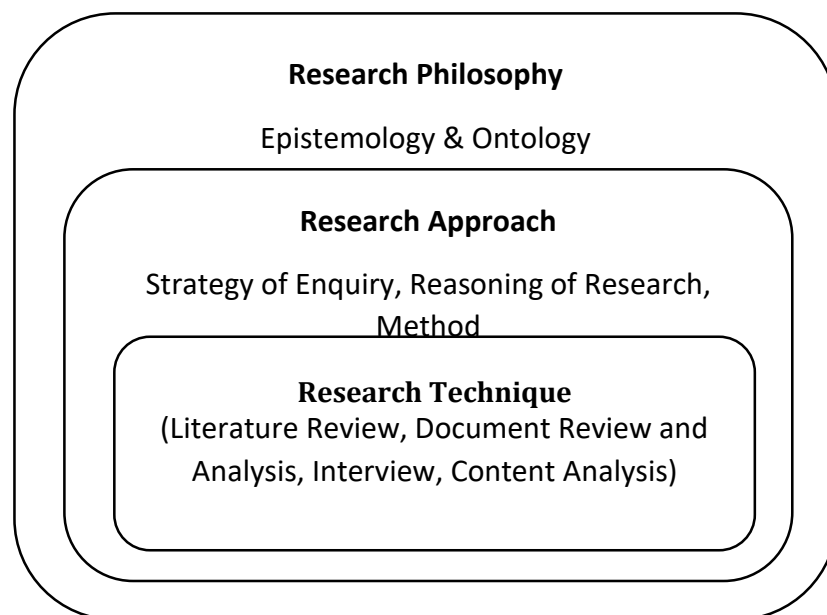 Research Philosophy
Epistemology & Ontology
Research Approach
Strategy of Enquiry, Reasoning of Research,
Method
Research Technique
(Literature Review, Document Review and
Analysis, Interview, Content Analysis)